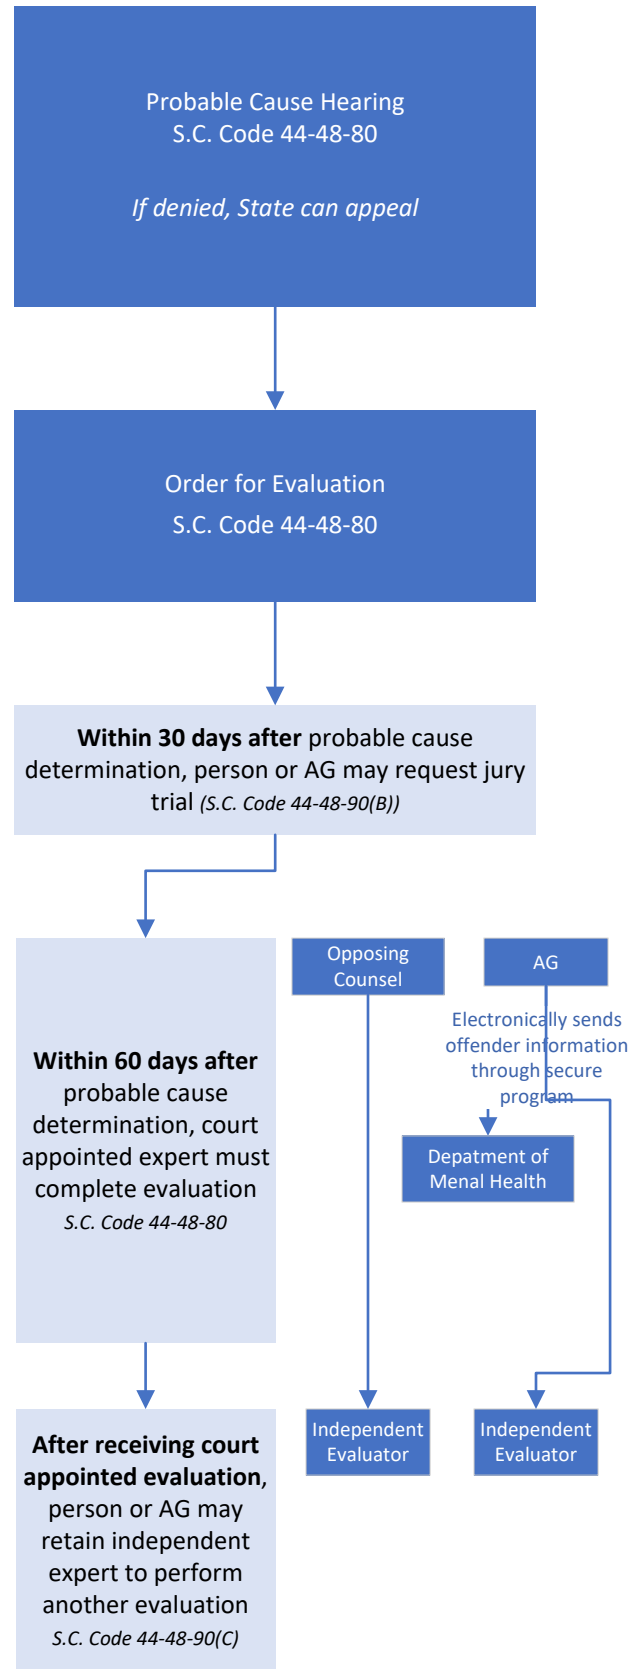 Probable Cause Hearing
S.C. Code 44-48-80
If denied, State can appeal
Order for Evaluation
S.C. Code 44-48-80
Within 30 days after probable cause
determination, person or AG may request jury
trial (S.C. Code 44-48-90(B))
Within 60 days after
probable cause
determination, court
appointed expert must
complete evaluation
S.C. Code 44-48-80
Opposing
Counsel
AG
Electronically sends
offender information
through secure
program
Depatment of
Menal Health
After receiving court
appointed evaluation,
person or AG may
retain independent
expert to perform
another evaluation
S.C. Code 44-48-90(C)
Independent
Evaluator
Independent
Evaluator